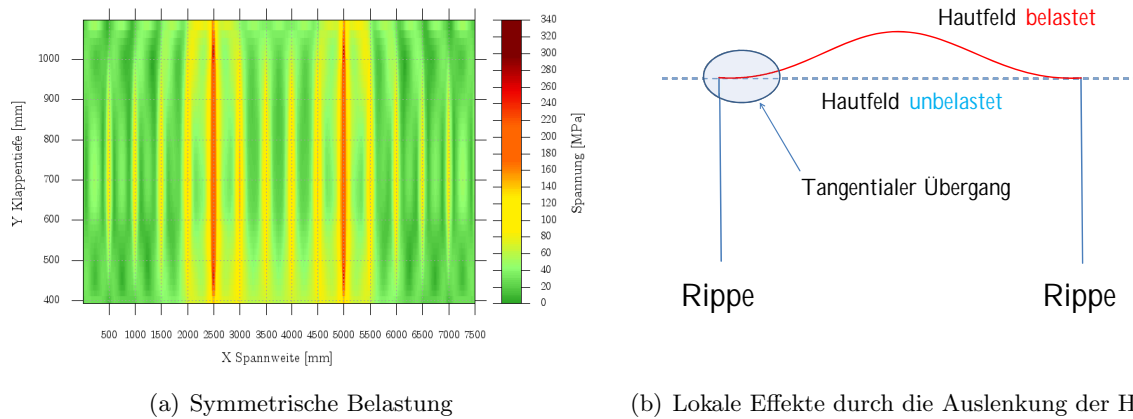 1000
900
800
700
600
500
400
Y Klappentiefe [mm]
500 1000 1500 2000 2500 3000 3500 4000 4500 5000 5500 6000 6500 7000 7500
X Spannweite [mm]
340
320
300
280
260
240
220
200
180
160
140
120
100
80
60
40
20
0
Spannung [MPa]
(a) Symmetrische Belastung
Hautfeld belastet
Hautfeld unbelastet
Tangentialer Übergang
Rippe
Rippe
(b) Lokale Effekte durch die Auslenkung der H